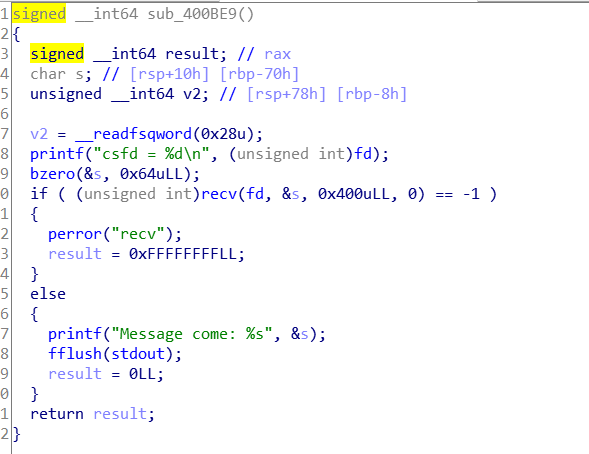 1 signed __int64 sub_400BE9()
2 {
3 signed __int64 result; // rax
4 char s; // [rsp+10h] [rbp-70h]
5 unsigned __int64 v2; // [rsp+78h] [rbp-8h]
6
7 v2 = __readfsqword(0x28u);
8 printf("csfd = %d\n", (unsigned int)fd);
9 bzero(&s, 0x64uLL);
0 if ( (unsigned int)recv(fd, &s, 0x400uLL, 0) == -1 )
1 {
2 perror("recv");
3 result = 0xFFFFFFFFLL;
4 }
5 else
6 {
7 printf("Message come: %s", &s);
8 fflush(stdout);
9 result = 0LL;
0 }
1 return result;
2 }